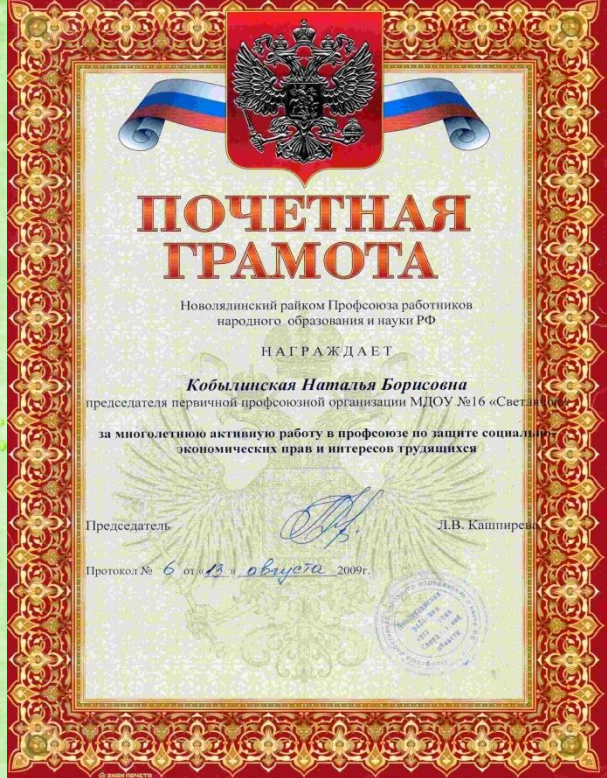 ПОЧЕТНАЯ
ГРАМОТА
Новолялинский райком Профсоюза работников
народного образования и науки РФ
НАГРАЖДАЕТ
Кобылинская Наталья Борисовна
председателя первичной профсоюзной организации МДОУ №16 «Светлячок»
за многолетнюю активную работу в профсоюзе по защите социально-
экономических прав и интересов трудящихся
Председатель Л.В. Кашпирева
Протокол № 6 от «13» августа 2009г.
ЗНАК ПОЧЕТА